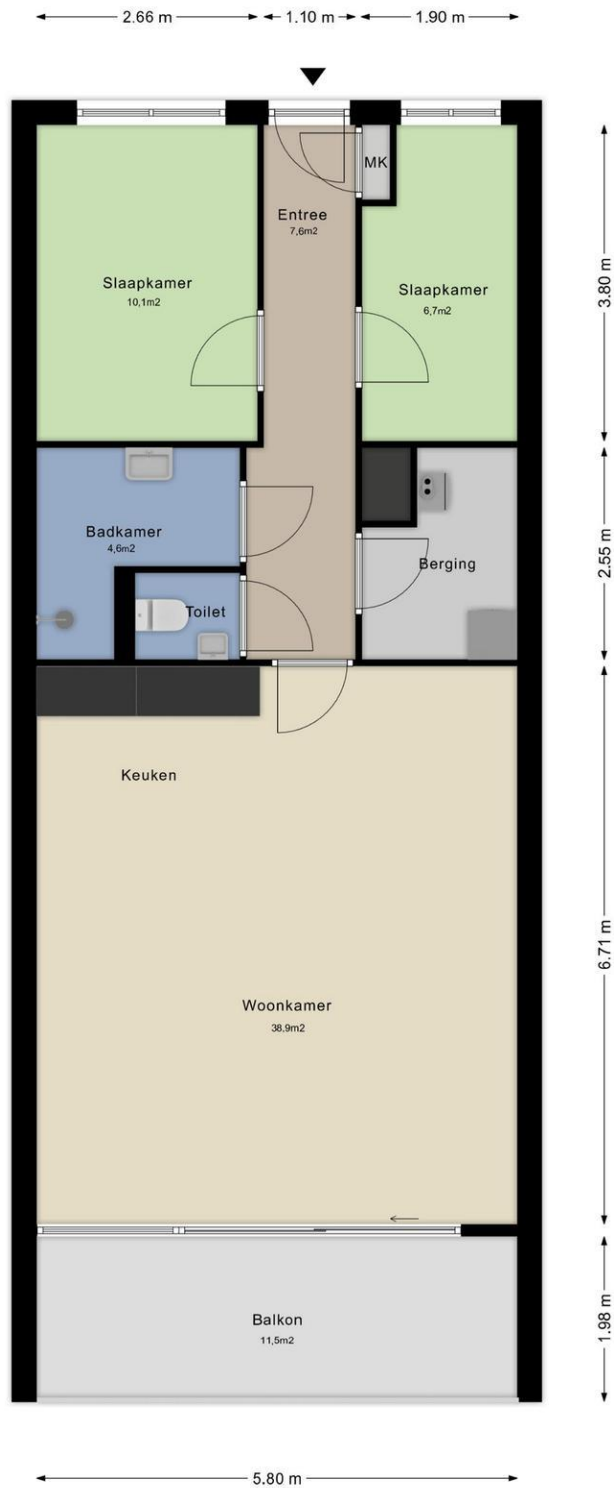 2.66 m
1.10 m
1.90 m
MK
Entree
7,6m2
Slaapkamer
10,1m2
Slaapkamer
6,7m2
3.80 m
Badkamer
4,6m2
Berging
2.55 m
Toilet
Keuken
6.71 m
Woonkamer
38,9m2
Balkon
11,5m2
1.98 m
5.80 m